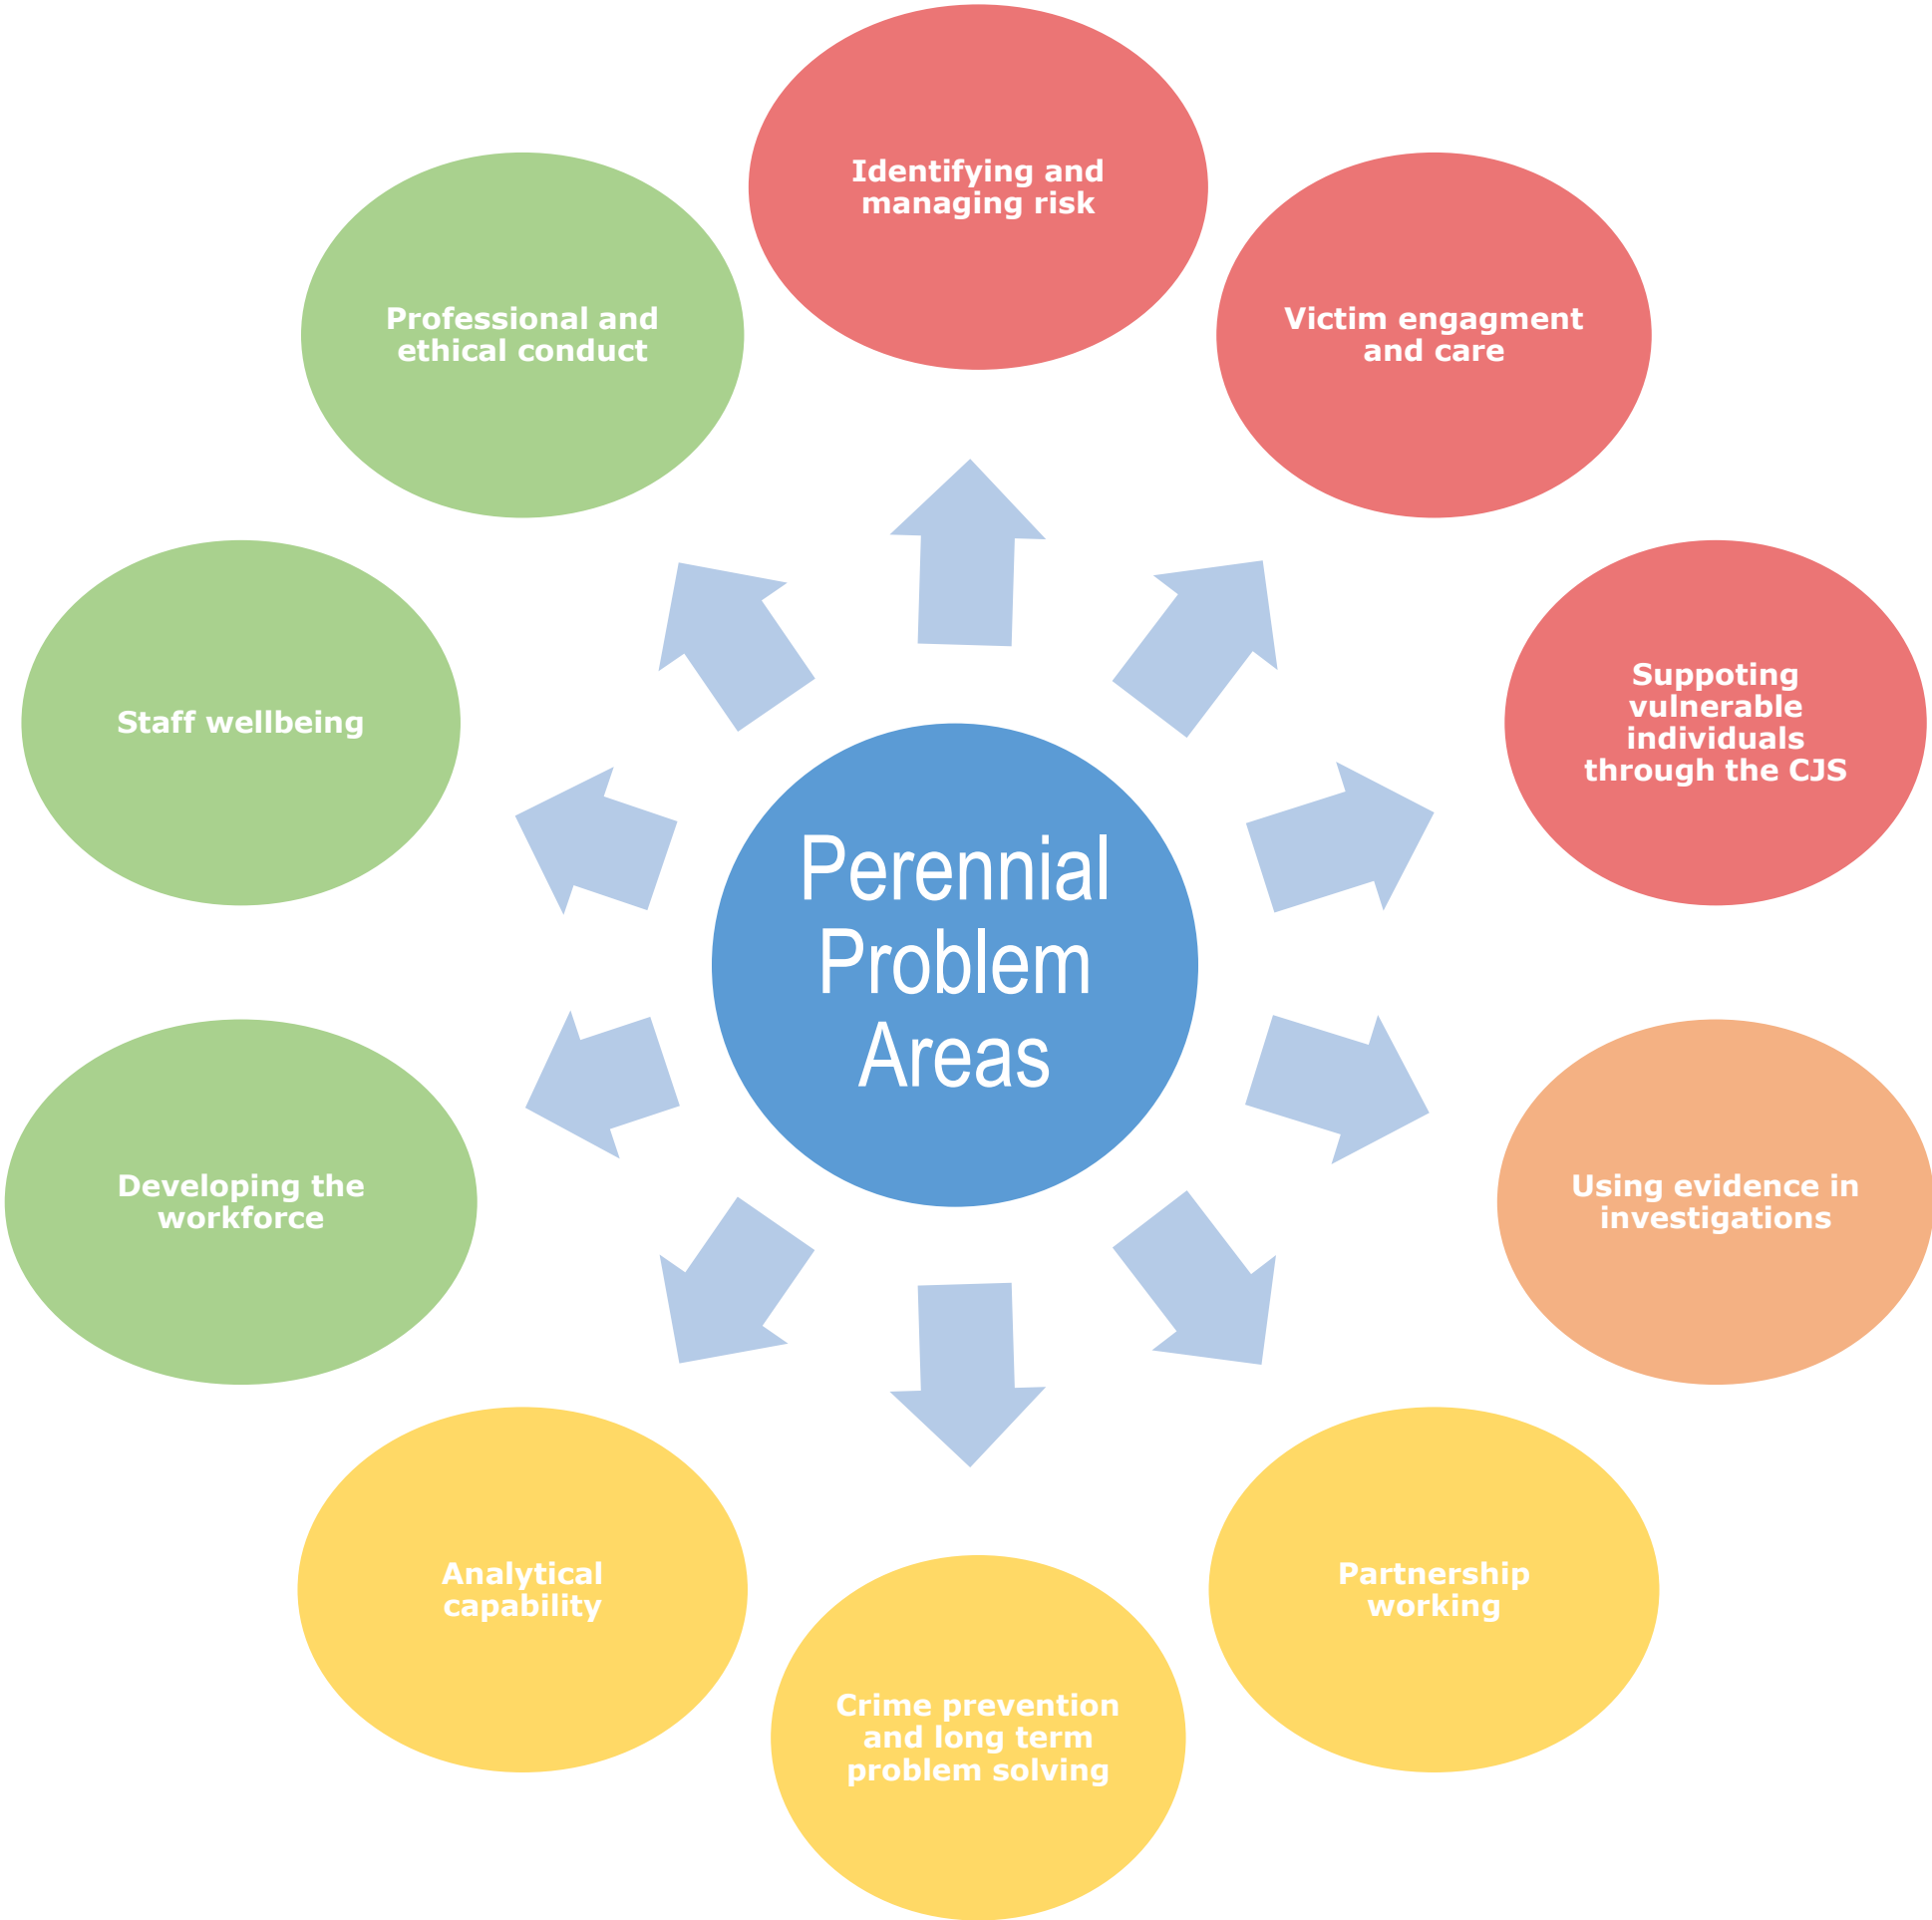 Identifying and
managing risk
Victim engagment
and care
Suppoting
vulnerable
individuals
through the CJS
Using evidence in
investigations
Partnership
working
Crime prevention
and long term
problem solving
Analytical
capability
Developing the
workforce
Staff wellbeing
Professional and
ethical conduct
Perennial
Problem
Areas